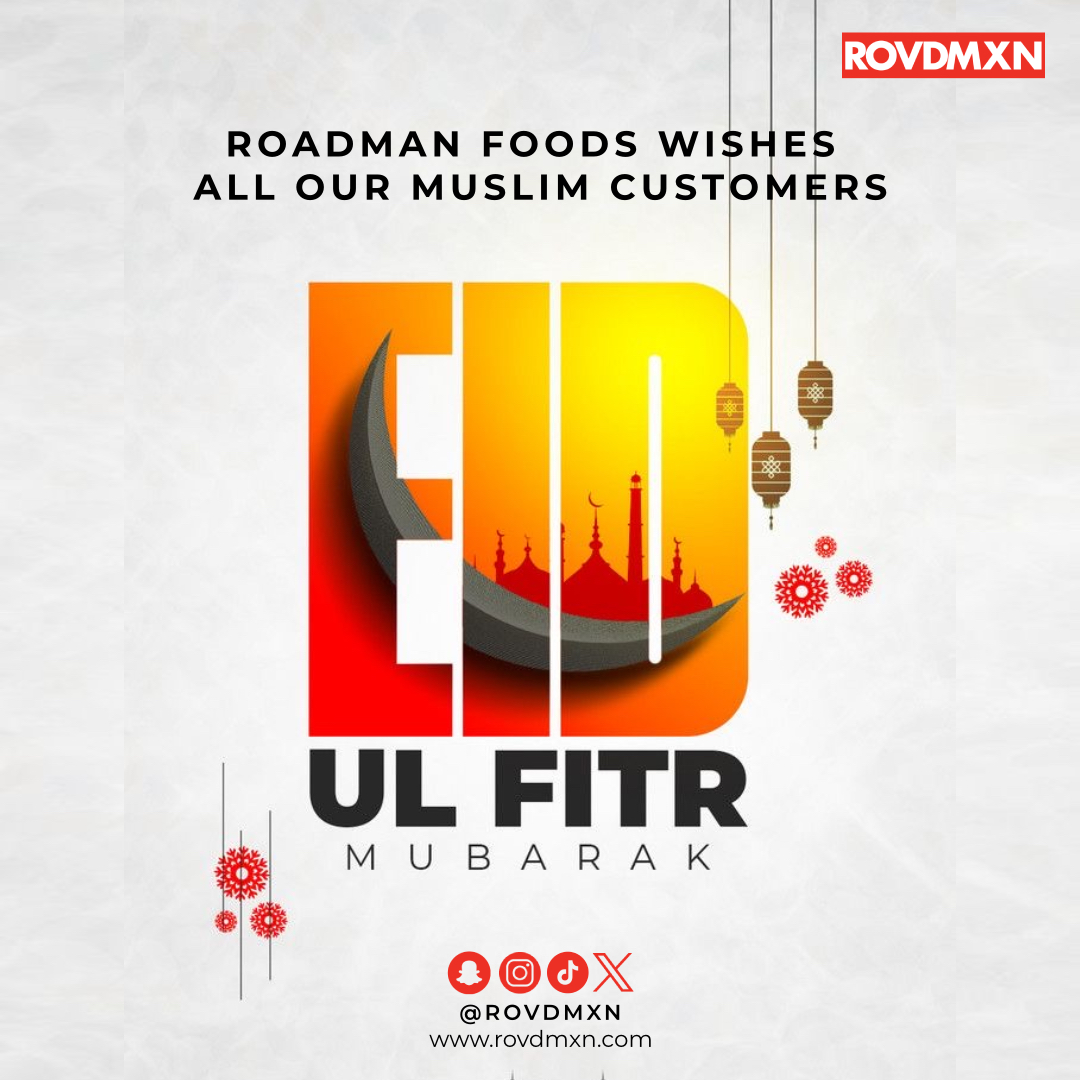 ROVDMXN
ROADMAN FOODS WISHES
ALL OUR MUSLIM CUSTOMERS
EID
UL FITR
MUBARAK
@ROVDMXN
www.rovdmxn.com